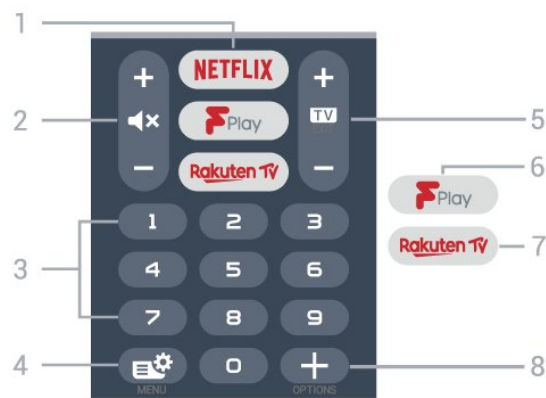 1
NETFLIX
+ +
2
TV
EXIT
5
F Play
6
F Play
- -
Rakuten TV
Rakuten TV
7
1 2 3
3
4 5 6
7 8 9
4
0
+
8
MENU
OPTIONS